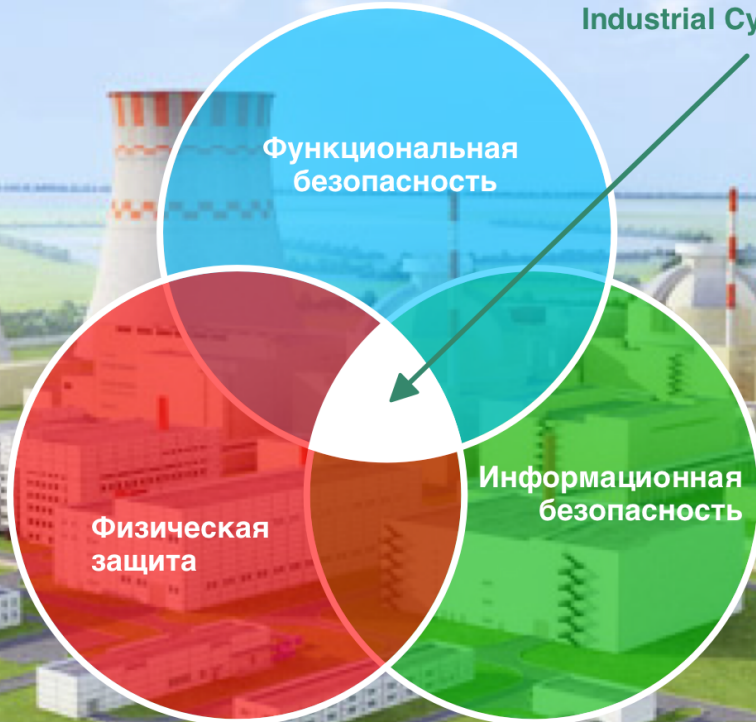 Industrial Cy
Функциональная
безопасность
Информационная
безопасность
Физическая
защита